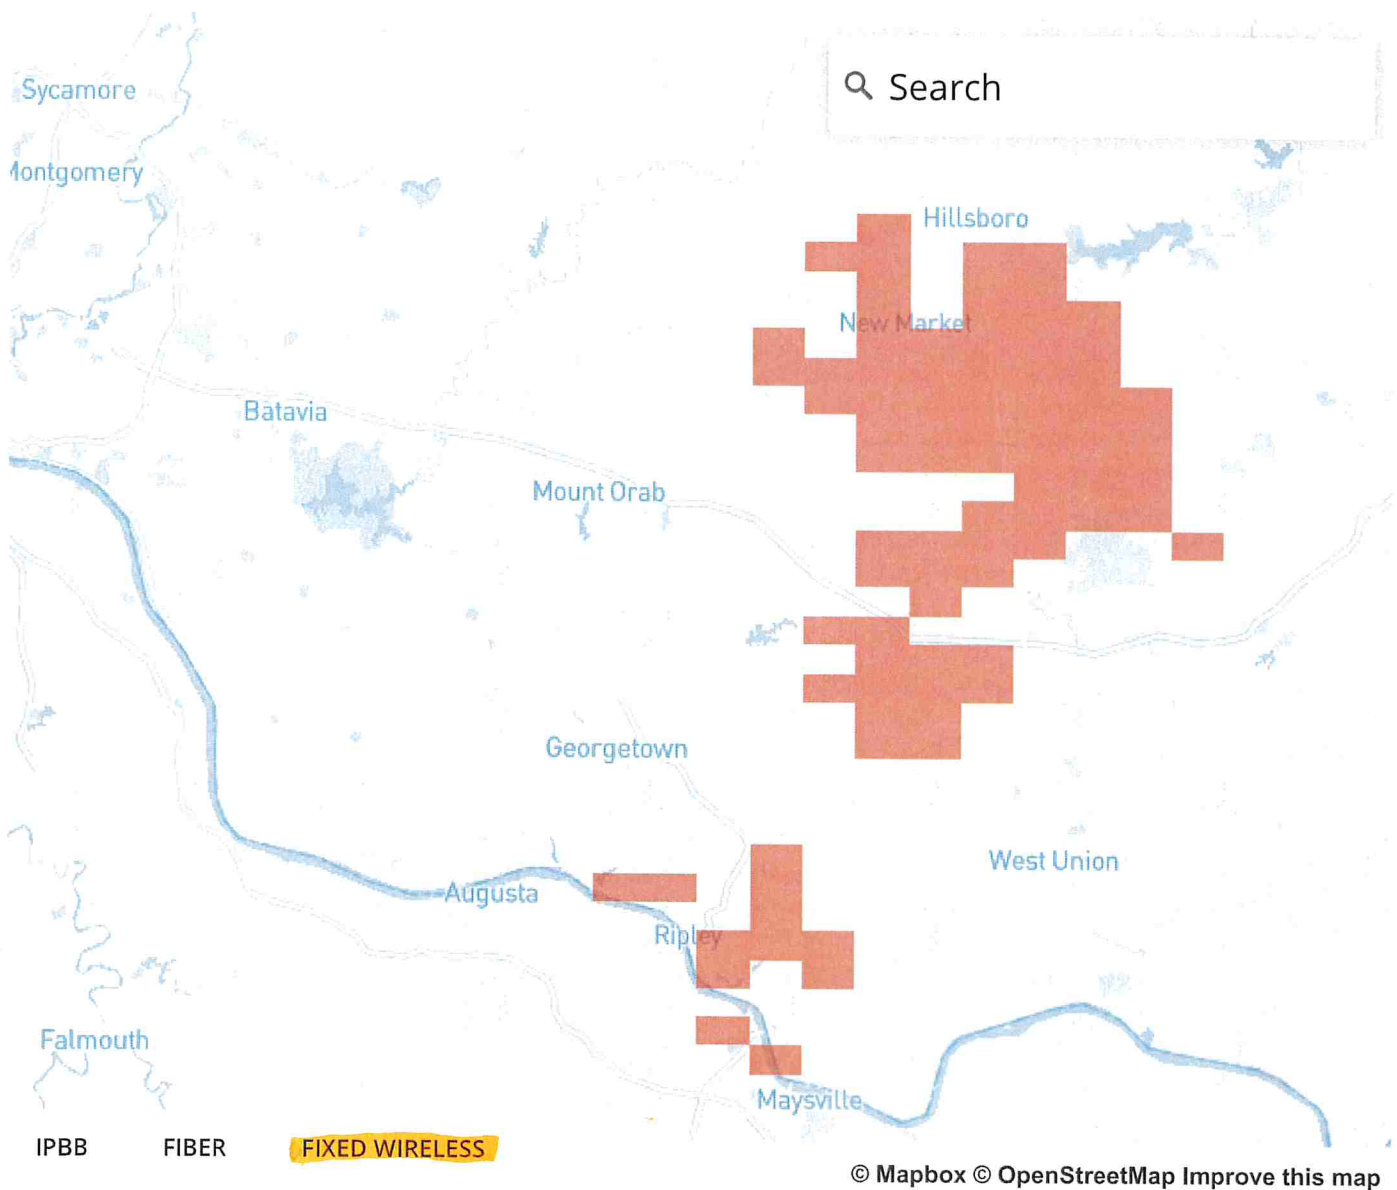 Search
Sycamore
Montgomery
Hillsboro
New Market
Batavia
Mount Orab
Georgetown
West Union
Augusta
Ripley
Falmouth
Maysville
IPBB FIBER FIXED WIRELESS
© Mapbox © OpenStreetMap Improve this map